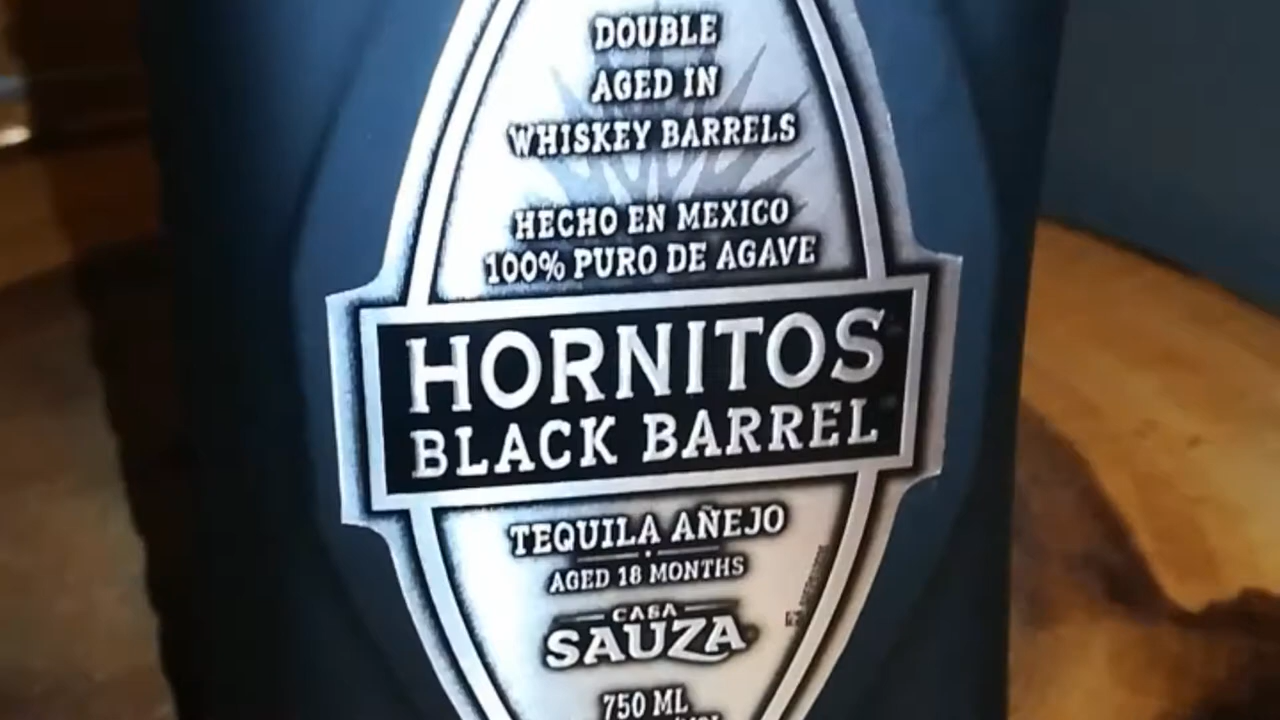 DOUBLE
AGED IN
WHISKEY BARRELS
HECHO EN MEXICO
100% PURO DE AGAVE
HORNITOS
BLACK BARREL
TEQUILA AÑEJO
AGED 18 MONTHS
CASA
SAUZA
750 ML